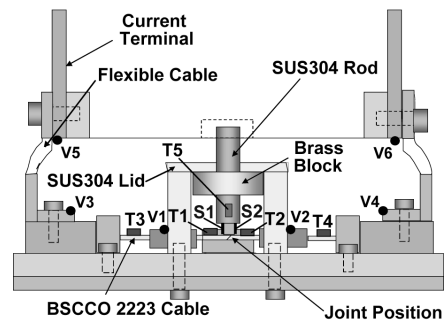 Current
Terminal
Flexible Cable
SUS304 Rod
V5
T5
V6
Brass
Block
SUS304 Lid
V3
T3
V1
T1
S1
S2
T2
V2
T4
V4
BSCCO 2223 Cable
Joint Position